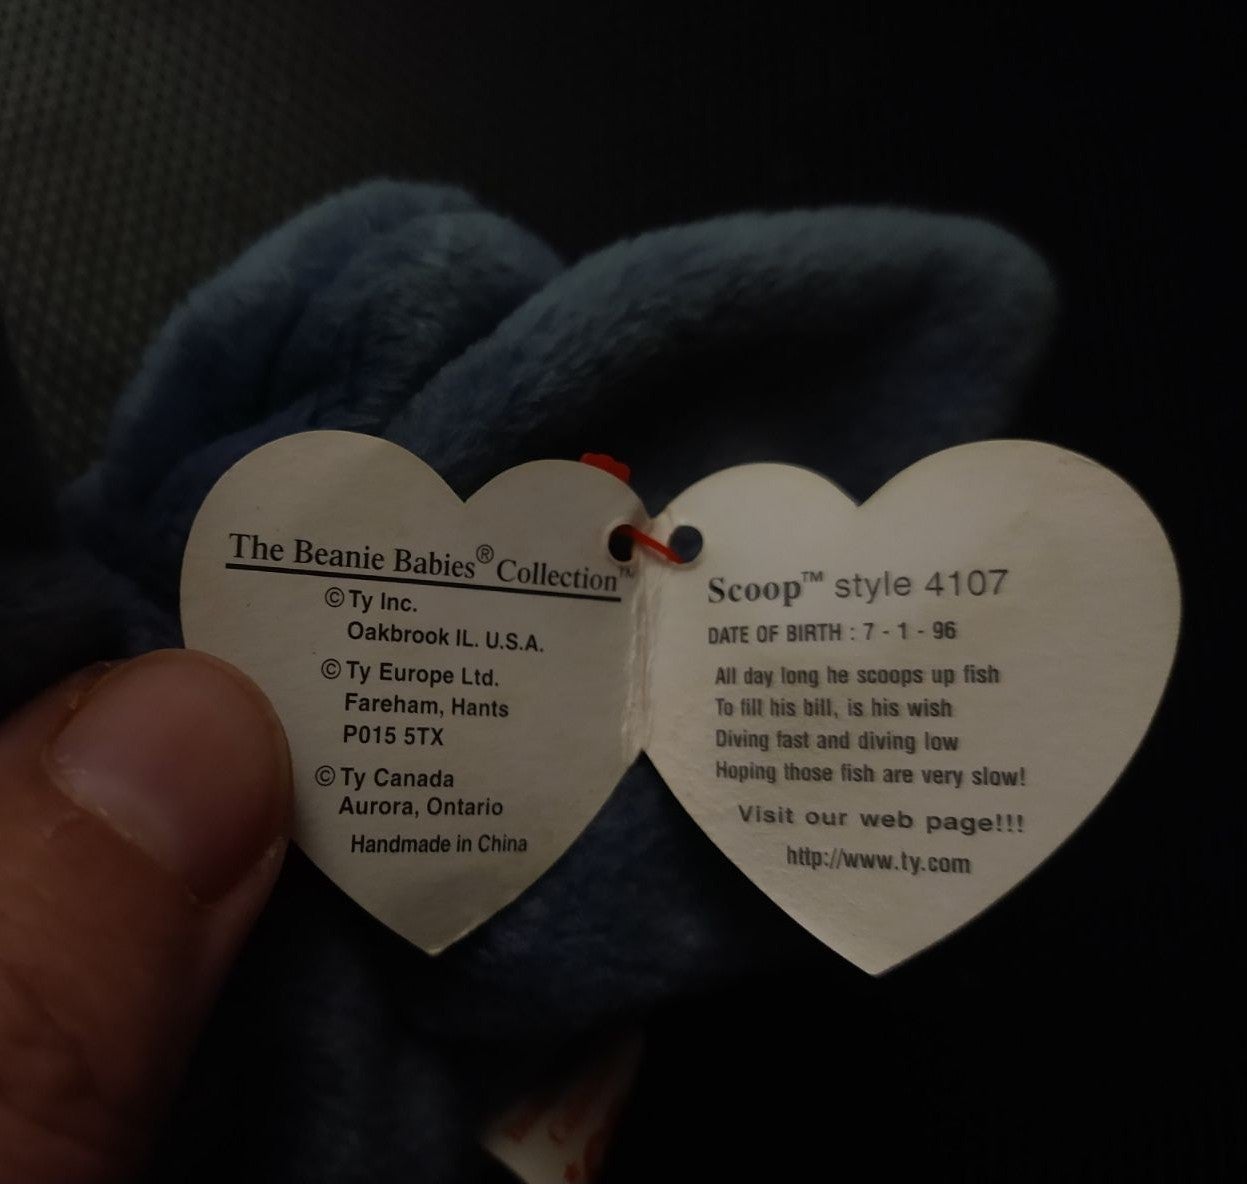 The Beanie Babies® Collection™
© Ty Inc.
Oakbrook IL. U.S.A.
© Ty Europe Ltd.
Fareham, Hants
P015 5TX
© Ty Canada
Aurora, Ontario
Handmade in China
Scoop™ style 4107
DATE OF BIRTH : 7 - 1 - 96
All day long he scoops up fish
To fill his bill, is his wish
Diving fast and diving low
Hoping those fish are very slow!
Visit our web page!!!
http://www.ty.com